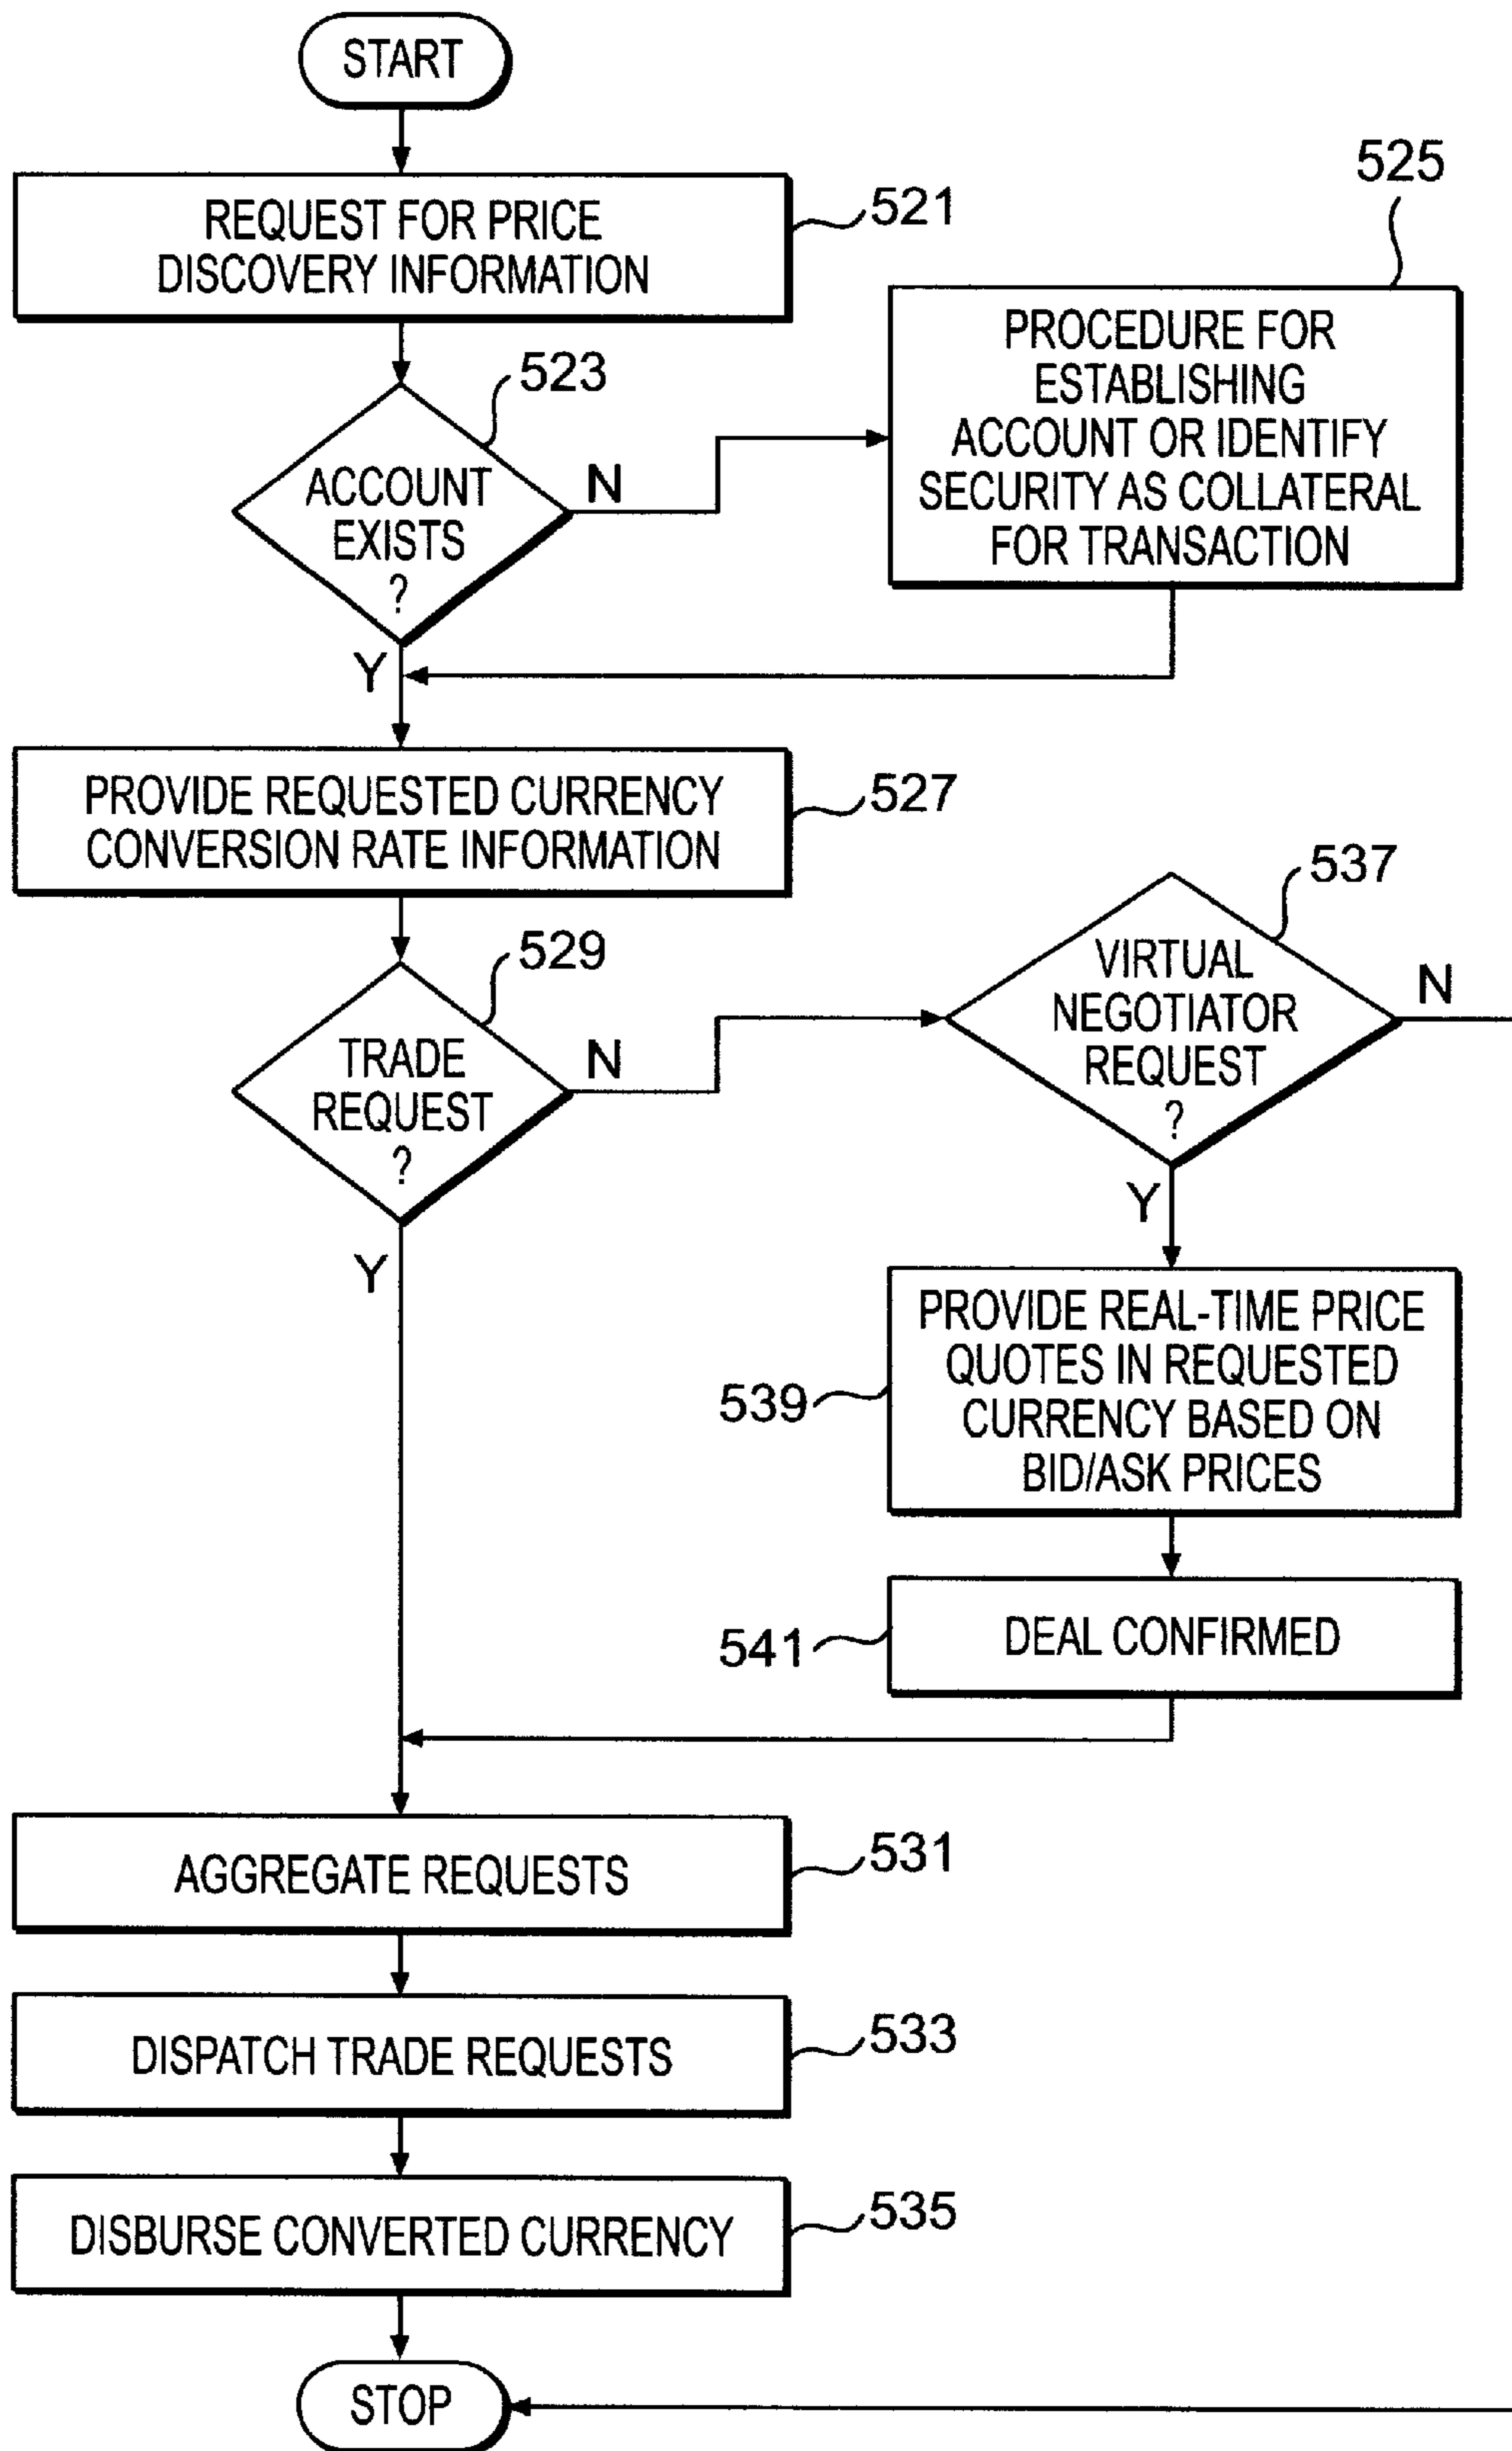 START
REQUEST FOR PRICE
DISCOVERY INFORMATION
521
523
ACCOUNT
EXISTS
?
N
Y
525
PROCEDURE FOR
ESTABLISHING
ACCOUNT OR IDENTIFY
SECURITY AS COLLATERAL
FOR TRANSACTION
PROVIDE REQUESTED CURRENCY
CONVERSION RATE INFORMATION
527
529
TRADE
REQUEST
?
N
Y
537
VIRTUAL
NEGOTIATOR
REQUEST
?
N
Y
PROVIDE REAL-TIME PRICE
QUOTES IN REQUESTED
CURRENCY BASED ON
BID/ASK PRICES
539
DEAL CONFIRMED
541
AGGREGATE REQUESTS
531
DISPATCH TRADE REQUESTS
533
DISBURSE CONVERTED CURRENCY
535
STOP